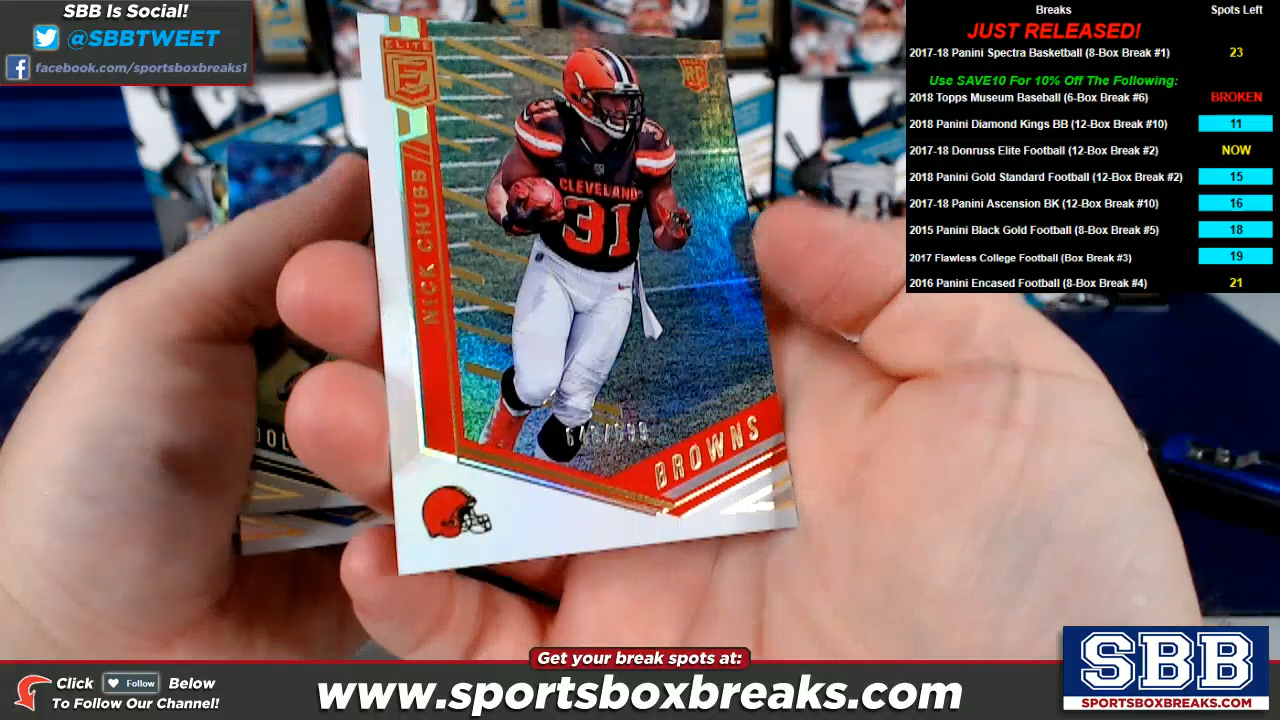 SBB Is Social!
@SBBTWEET
facebook.com/sportsboxbreaks1
Breaks Spots Left
JUST RELEASED!
2017-18 Panini Spectra Basketball (8-Box Break #1) 23
Use SAVE10 For 10% Off The Following:
2018 Topps Museum Baseball (6-Box Break #6) BROKEN
2018 Panini Diamond Kings BB (12-Box Break #10) 11
2017-18 Donruss Elite Football (12-Box Break #2) NOW
2018 Panini Gold Standard Football (12-Box Break #2) 15
2017-18 Panini Ascension BK (12-Box Break #10) 16
2015 Panini Black Gold Football (8-Box Break #5) 18
2017 Flawless College Football (Box Break #3) 19
2016 Panini Encased Football (8-Box Break #4) 21
ELITE
E
RC
NICK CHUBB
CLEVELAND
31
31
BROWNS
Get your break spots at:
Click Follow Below
To Follow Our Channel!
www.sportsboxbreaks.com
SBB
SPORTSBOXBREAKS.COM